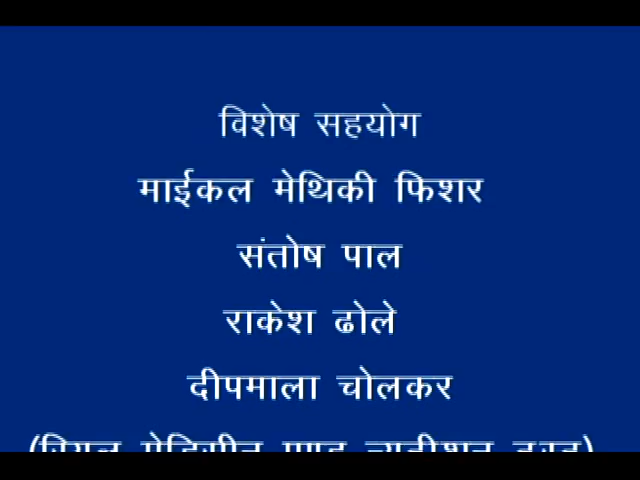 विशेष सहयोग
माईकल मेथिकी फिशर
संतोष पाल
राकेश ढोले
दीपमाला चोलकर